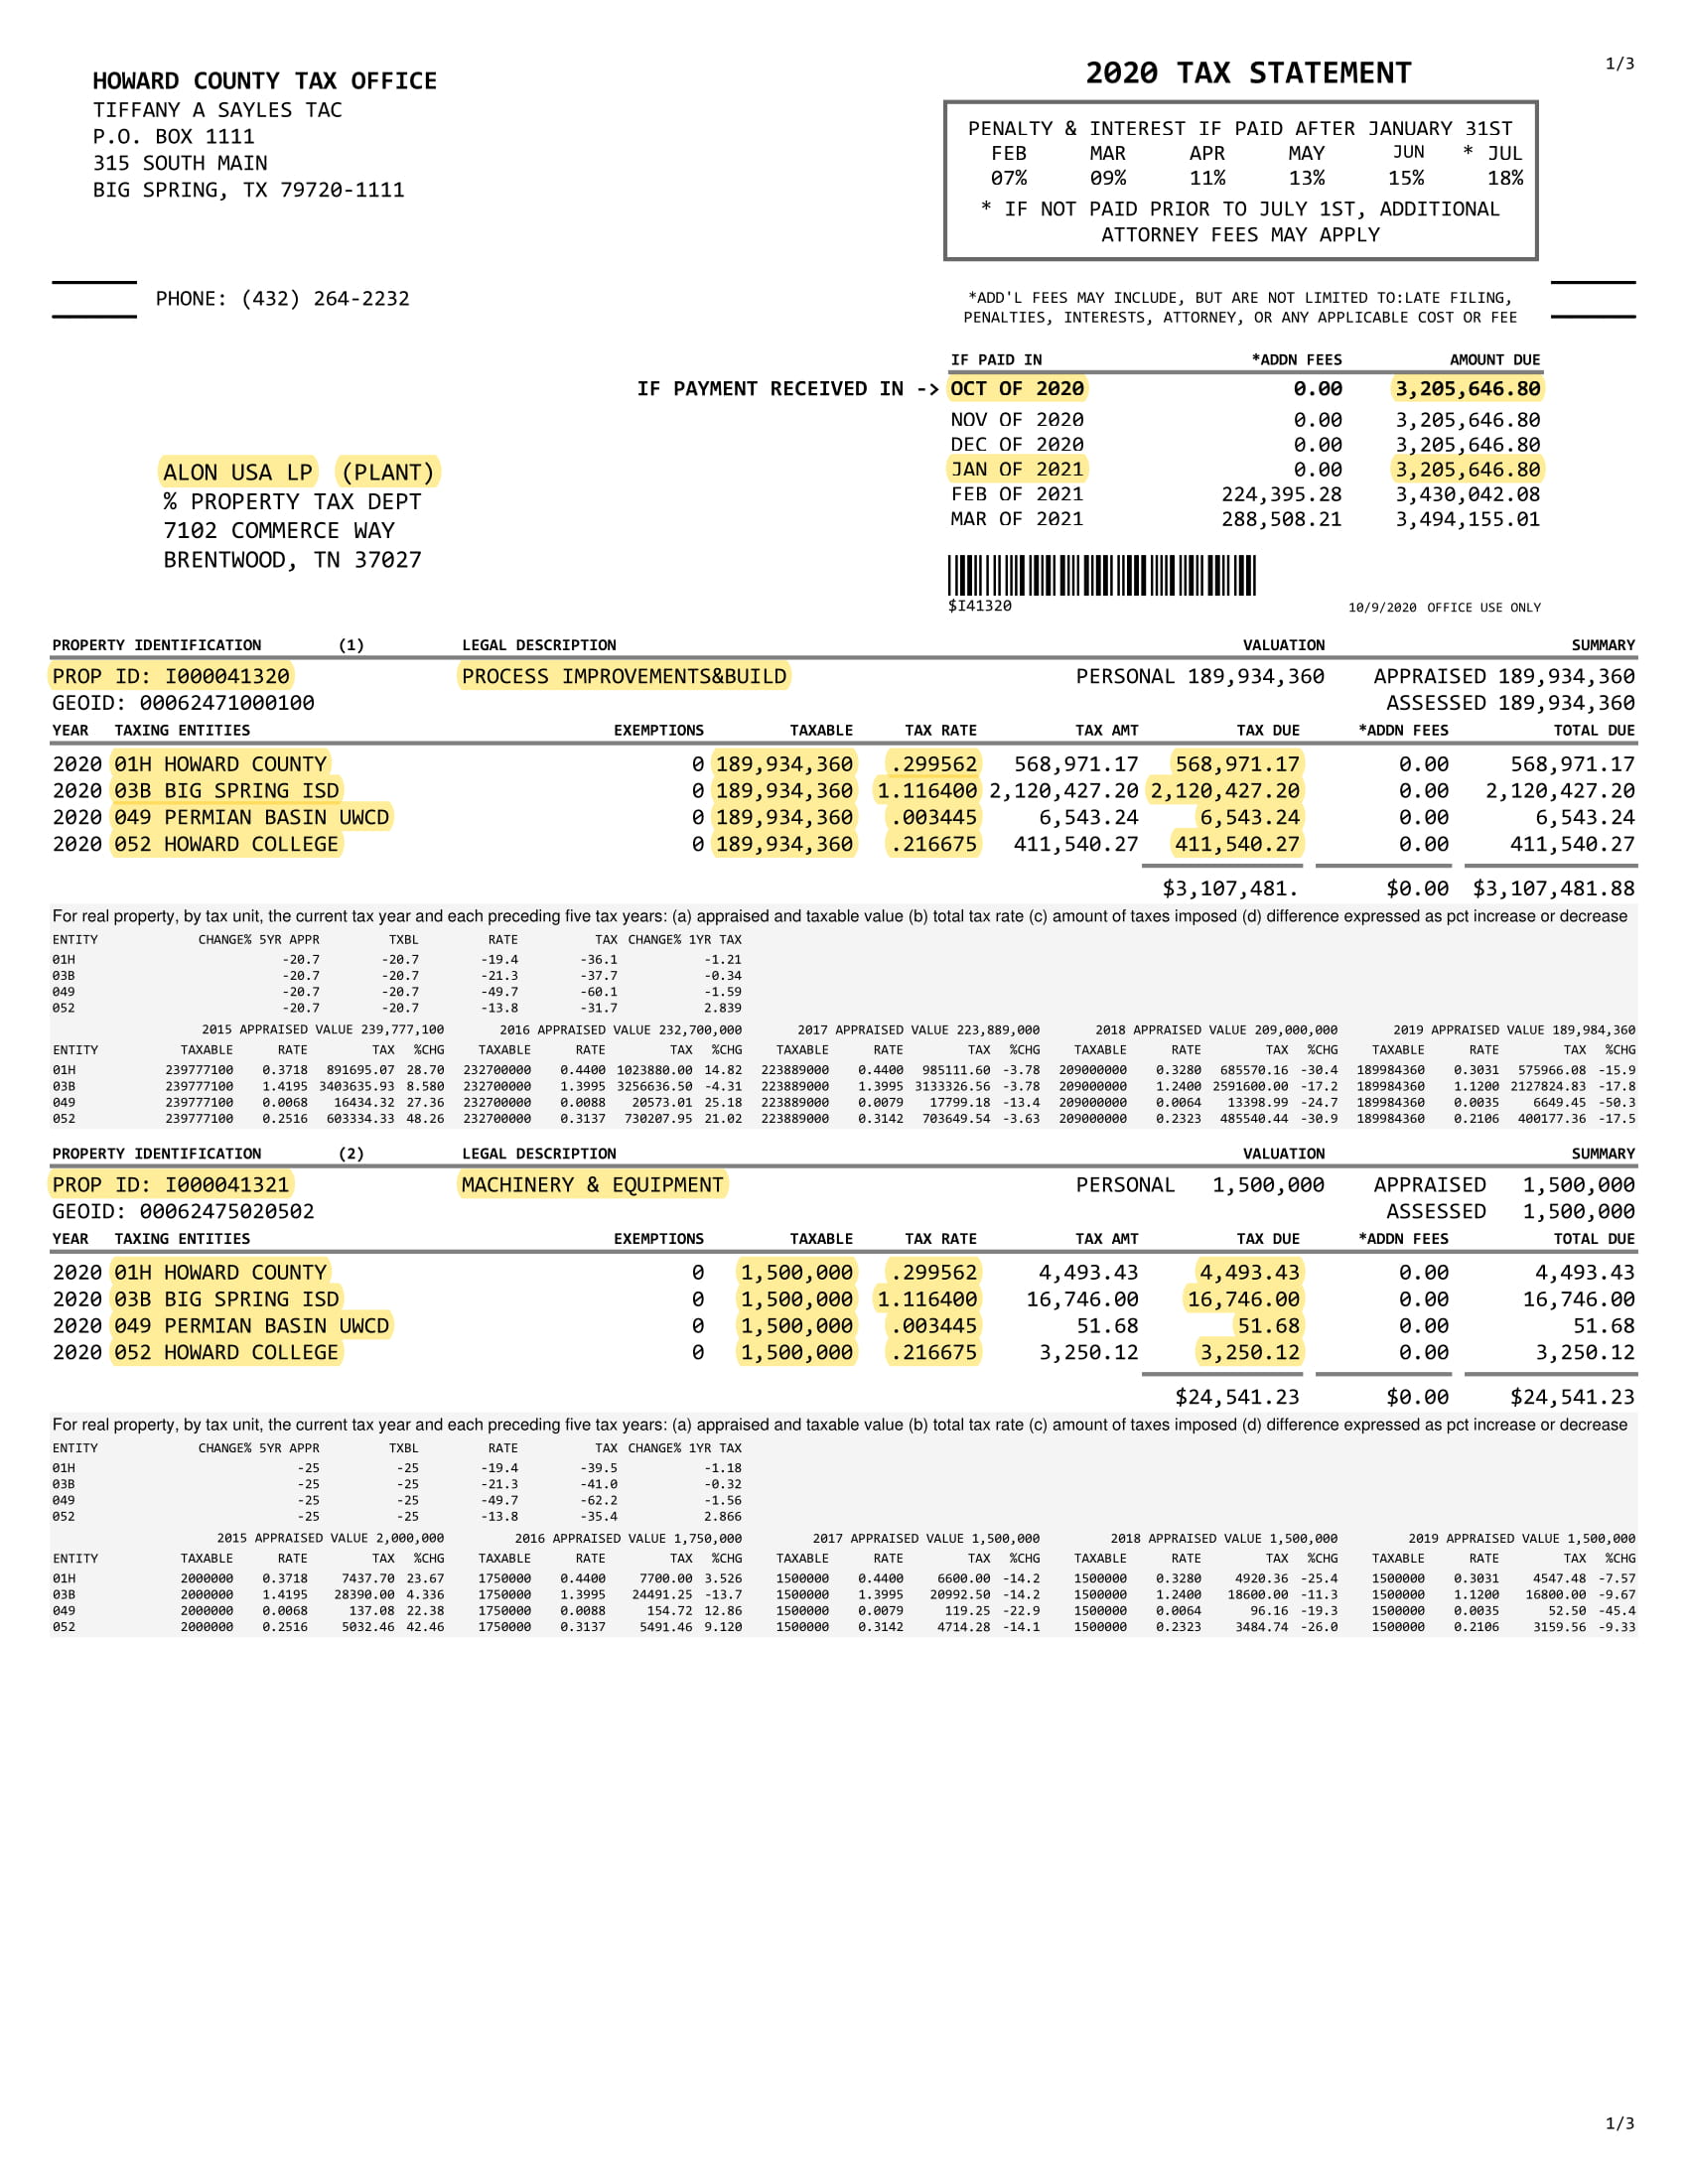 HOWARD COUNTY TAX OFFICE
TIFFANY A SAYLES TAC
P.O. BOX 1111
315 SOUTH MAIN
BIG SPRING, TX 79720-1111
PHONE: (432) 264-2232
2020 TAX STATEMENT
1/3
PENALTY & INTEREST IF PAID AFTER JANUARY 31ST
FEB MAR APR MAY JUN * JUL
07% 09% 11% 13% 15% 18%
* IF NOT PAID PRIOR TO JULY 1ST, ADDITIONAL
ATTORNEY FEES MAY APPLY
*ADD'L FEES MAY INCLUDE, BUT ARE NOT LIMITED TO:LATE FILING,
PENALTIES, INTERESTS, ATTORNEY, OR ANY APPLICABLE COST OR FEE
IF PAID IN *ADDN FEES AMOUNT DUE
IF PAYMENT RECEIVED IN -> OCT OF 2020 0.00 3,205,646.80
NOV OF 2020 0.00 3,205,646.80
DEC OF 2020 0.00 3,205,646.80
JAN OF 2021 0.00 3,205,646.80
FEB OF 2021 224,395.28 3,430,042.08
MAR OF 2021 288,508.21 3,494,155.01
ALON USA LP (PLANT)
% PROPERTY TAX DEPT
7102 COMMERCE WAY
BRENTWOOD, TN 37027
$I41320 10/9/2020 OFFICE USE ONLY
PROPERTY IDENTIFICATION (1) LEGAL DESCRIPTION VALUATION SUMMARY
PROP ID: I000041320 PROCESS IMPROVEMENTS&BUILD PERSONAL 189,934,360 APPRAISED 189,934,360
GEOID: 00062471000100 ASSESSED 189,934,360
YEAR TAXING ENTITIES EXEMPTIONS TAXABLE TAX RATE TAX AMT TAX DUE *ADDN FEES TOTAL DUE
2020 01H HOWARD COUNTY 0 189,934,360 .299562 568,971.17 568,971.17 0.00 568,971.17
2020 03B BIG SPRING ISD 0 189,934,360 1.116400 2,120,427.20 2,120,427.20 0.00 2,120,427.20
2020 049 PERMIAN BASIN UWCD 0 189,934,360 .003445 6,543.24 6,543.24 0.00 6,543.24
2020 052 HOWARD COLLEGE 0 189,934,360 .216675 411,540.27 411,540.27 0.00 411,540.27
$3,107,481. $0.00 $3,107,481.88
For real property, by tax unit, the current tax year and each preceding five tax years: (a) appraised and taxable value (b) total tax rate (c) amount of taxes imposed (d) difference expressed as pct increase or decrease
ENTITY CHANGE% 5YR APPR TXBL RATE TAX CHANGE% 1YR TAX
01H -20.7 -20.7 -19.4 -36.1 -1.21
03B -20.7 -20.7 -21.3 -37.7 -0.34
049 -20.7 -20.7 -49.7 -60.1 -1.59
052 -20.7 -20.7 -13.8 -31.7 2.839
2015 APPRAISED VALUE 239,777,100 2016 APPRAISED VALUE 232,700,000 2017 APPRAISED VALUE 223,889,000 2018 APPRAISED VALUE 209,000,000 2019 APPRAISED VALUE 189,984,360
ENTITY TAXABLE RATE TAX %CHG TAXABLE RATE TAX %CHG TAXABLE RATE TAX %CHG TAXABLE RATE TAX %CHG TAXABLE RATE TAX %CHG
01H 239777100 0.3718 891695.07 28.70 232700000 0.4400 1023880.00 14.82 223889000 0.4400 985111.60 -3.78 209000000 0.3280 685570.16 -30.4 189984360 0.3031 575966.08 -15.9
03B 239777100 1.4195 3403635.93 8.580 232700000 1.3995 3256636.50 -4.31 223889000 1.3995 3133326.56 -3.78 209000000 1.2400 2591600.00 -17.2 189984360 1.1200 2127824.83 -17.8
049 239777100 0.0068 16434.32 27.36 232700000 0.0088 20573.01 25.18 223889000 0.0079 17799.18 -13.4 209000000 0.0064 13398.99 -24.7 189984360 0.0035 6649.45 -50.3
052 239777100 0.2516 603334.33 48.26 232700000 0.3137 730207.95 21.02 223889000 0.3142 703649.54 -3.63 209000000 0.2323 485540.44 -30.9 189984360 0.2106 400177.36 -17.5
PROPERTY IDENTIFICATION (2) LEGAL DESCRIPTION VALUATION SUMMARY
PROP ID: I000041321 MACHINERY & EQUIPMENT PERSONAL 1,500,000 APPRAISED 1,500,000
GEOID: 00062475020502 ASSESSED 1,500,000
YEAR TAXING ENTITIES EXEMPTIONS TAXABLE TAX RATE TAX AMT TAX DUE *ADDN FEES TOTAL DUE
2020 01H HOWARD COUNTY 0 1,500,000 .299562 4,493.43 4,493.43 0.00 4,493.43
2020 03B BIG SPRING ISD 0 1,500,000 1.116400 16,746.00 16,746.00 0.00 16,746.00
2020 049 PERMIAN BASIN UWCD 0 1,500,000 .003445 51.68 51.68 0.00 51.68
2020 052 HOWARD COLLEGE 0 1,500,000 .216675 3,250.12 3,250.12 0.00 3,250.12
$24,541.23 $0.00 $24,541.23
For real property, by tax unit, the current tax year and each preceding five tax years: (a) appraised and taxable value (b) total tax rate (c) amount of taxes imposed (d) difference expressed as pct increase or decrease
ENTITY CHANGE% 5YR APPR TXBL RATE TAX CHANGE% 1YR TAX
01H -25 -25 -19.4 -39.5 -1.18
03B -25 -25 -21.3 -41.0 -0.32
049 -25 -25 -49.7 -62.2 -1.56
052 -25 -25 -13.8 -35.4 2.866
2015 APPRAISED VALUE 2,000,000 2016 APPRAISED VALUE 1,750,000 2017 APPRAISED VALUE 1,500,000 2018 APPRAISED VALUE 1,500,000 2019 APPRAISED VALUE 1,500,000
ENTITY TAXABLE RATE TAX %CHG TAXABLE RATE TAX %CHG TAXABLE RATE TAX %CHG TAXABLE RATE TAX %CHG TAXABLE RATE TAX %CHG
01H 2000000 0.3718 7437.70 23.67 1750000 0.4400 7700.00 3.526 1500000 0.4400 6600.00 -14.2 1500000 0.3280 4920.36 -25.4 1500000 0.3031 4547.48 -7.57
03B 2000000 1.4195 28390.00 4.336 1750000 1.3995 24491.25 -13.7 1500000 1.3995 20992.50 -14.2 1500000 1.2400 18600.00 -11.3 1500000 1.1200 16800.00 -9.67
049 2000000 0.0068 137.08 22.38 1750000 0.0088 154.72 12.86 1500000 0.0079 119.25 -22.9 1500000 0.0064 96.16 -19.3 1500000 0.0035 52.50 -45.4
052 2000000 0.2516 5032.46 42.46 1750000 0.3137 5491.46 9.120 1500000 0.3142 4714.28 -14.1 1500000 0.2323 3484.74 -26.0 1500000 0.2106 3159.56 -9.33
1/3